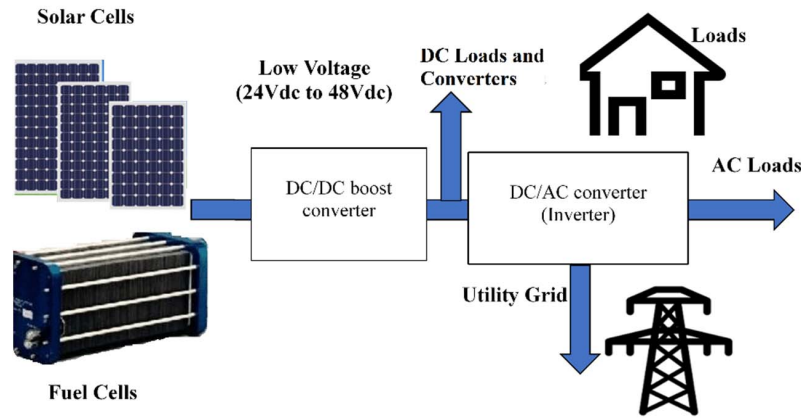 Solar Cells
Low Voltage
(24Vdc to 48Vdc)
DC Loads and
Converters
Loads
DC/DC boost
converter
DC/AC converter
(Inverter)
AC Loads
Utility Grid
Fuel Cells